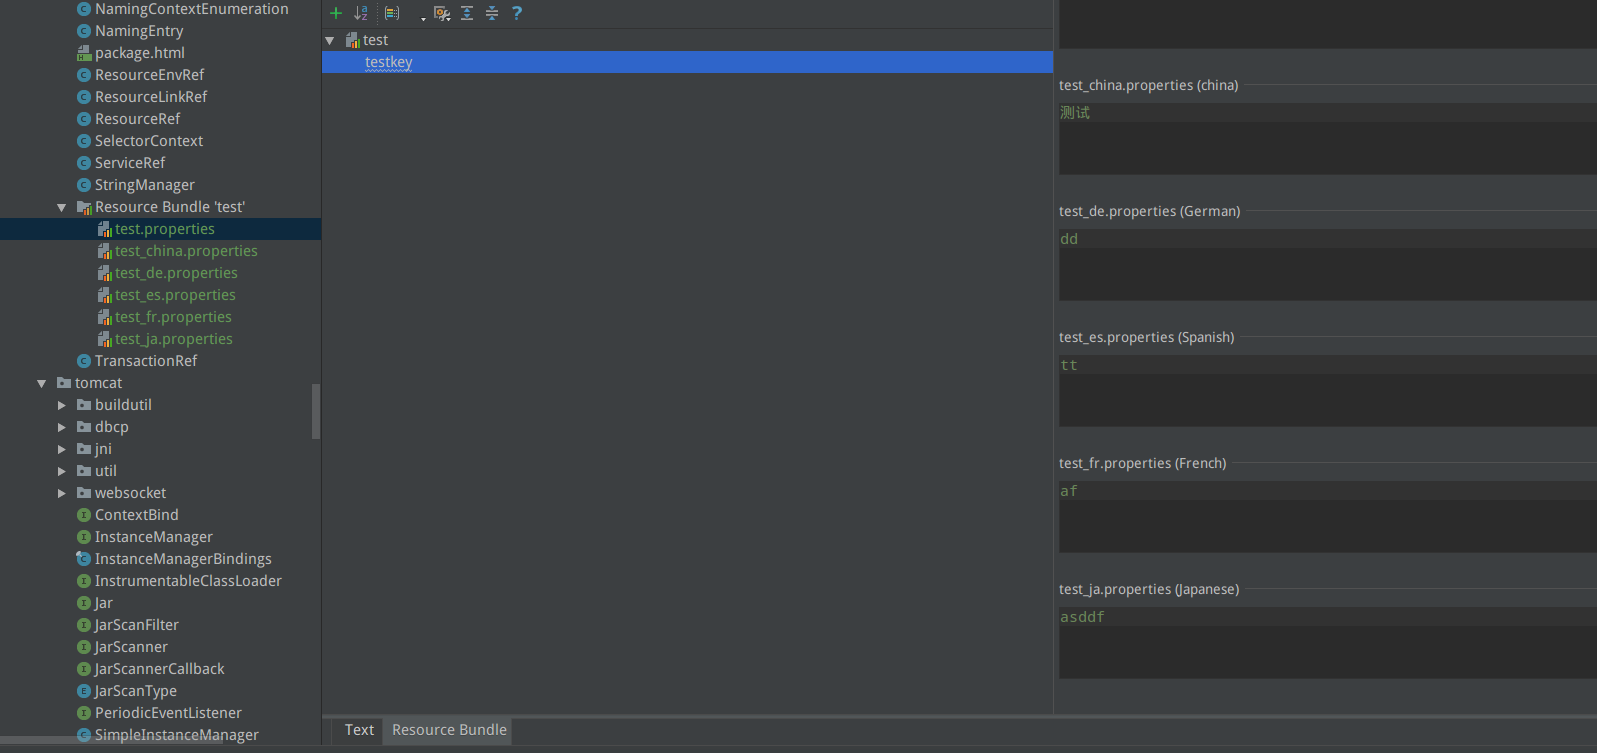 NamingContextEnumeration
NamingEntry
package.html
ResourceEnvRef
ResourceLinkRef
ResourceRef
SelectorContext
ServiceRef
StringManager
Resource Bundle 'test'
test.properties
test_china.properties
test_de.properties
test_es.properties
test_fr.properties
test_ja.properties
TransactionRef
tomcat
buildutil
dbcp
jni
util
websocket
ContextBind
InstanceManager
InstanceManagerBindings
InstrumentableClassLoader
Jar
JarScanFilter
JarScanner
JarScannerCallback
JarScanType
PeriodicEventListener
SimpleInstanceManager
test
testkey
Text
Resource Bundle
test_china.properties (china)
测试
test_de.properties (German)
dd
test_es.properties (Spanish)
tt
test_fr.properties (French)
af
test_ja.properties (Japanese)
asddf